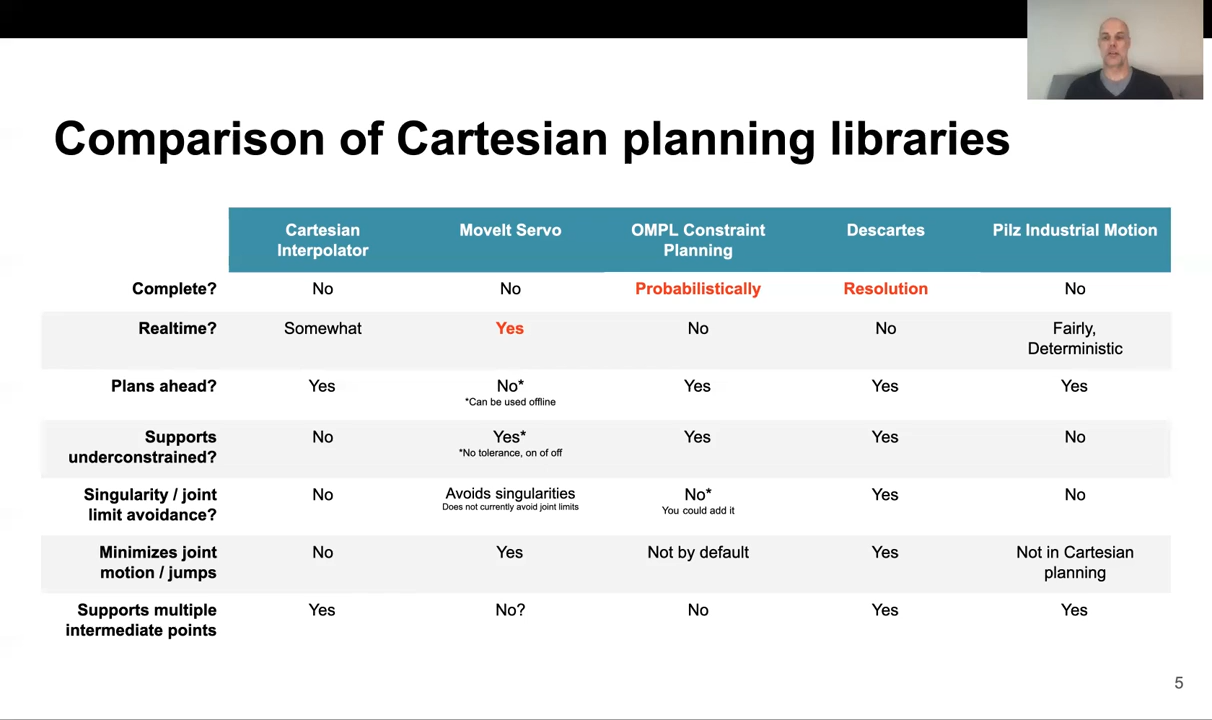 Comparison of Cartesian planning libraries
Cartesian
Interpolator
MoveIt Servo
OMPL Constraint
Planning
Descartes
Pilz Industrial Motion
Complete?
No
No
Probabilistically
Resolution
No
Realtime?
Somewhat
Yes
No
No
Fairly,
Deterministic
Plans ahead?
Yes
No*
*Can be used offline
Yes
Yes
Yes
Supports
underconstrained?
No
Yes*
*No tolerance, on of off
Yes
Yes
No
Singularity / joint
limit avoidance?
No
Avoids singularities
Does not currently avoid joint limits
No*
You could add it
Yes
No
Minimizes joint
motion / jumps
No
Yes
Not by default
Yes
Not in Cartesian
planning
Supports multiple
intermediate points
Yes
No?
No
Yes
Yes
5